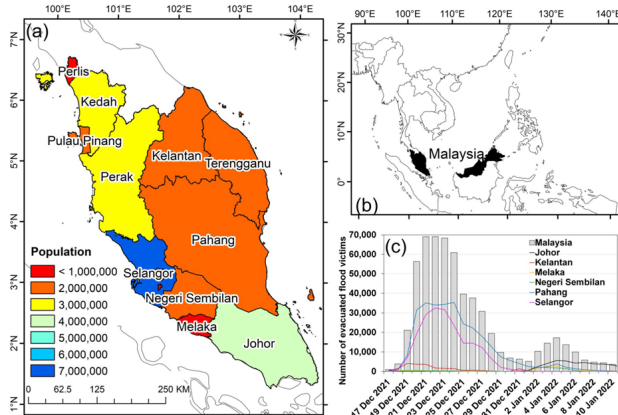 100°E 101°E 102°E 103°E 104°E
7°N
6°N
5°N
4°N
3°N
2°N
1°N
(a)
Perlis
Kedah
Pulau Pinang
Kelantan
Terengganu
Perak
Pahang
Selangor
Negeri Sembilan
Melaka
Johor
Population
< 1,000,000
2,000,000
3,000,000
4,000,000
5,000,000
6,000,000
7,000,000
0 62.5 125 250 KM
90°E 100°E 110°E 120°E 130°E 140°E
30°N
20°N
10°N
0°
Malaysia
(b)
(c)
Number of evacuated flood victims
70,000
60,000
50,000
40,000
30,000
20,000
10,000
0
Malaysia
Johor
Kelantan
Melaka
Negeri Sembilan
Pahang
Selangor
17 Dec 2021
19 Dec 2021
21 Dec 2021
23 Dec 2021
25 Dec 2021
27 Dec 2021
29 Dec 2021
31 Dec 2021
2 Jan 2022
4 Jan 2022
6 Jan 2022
8 Jan 2022
10 Jan 2022